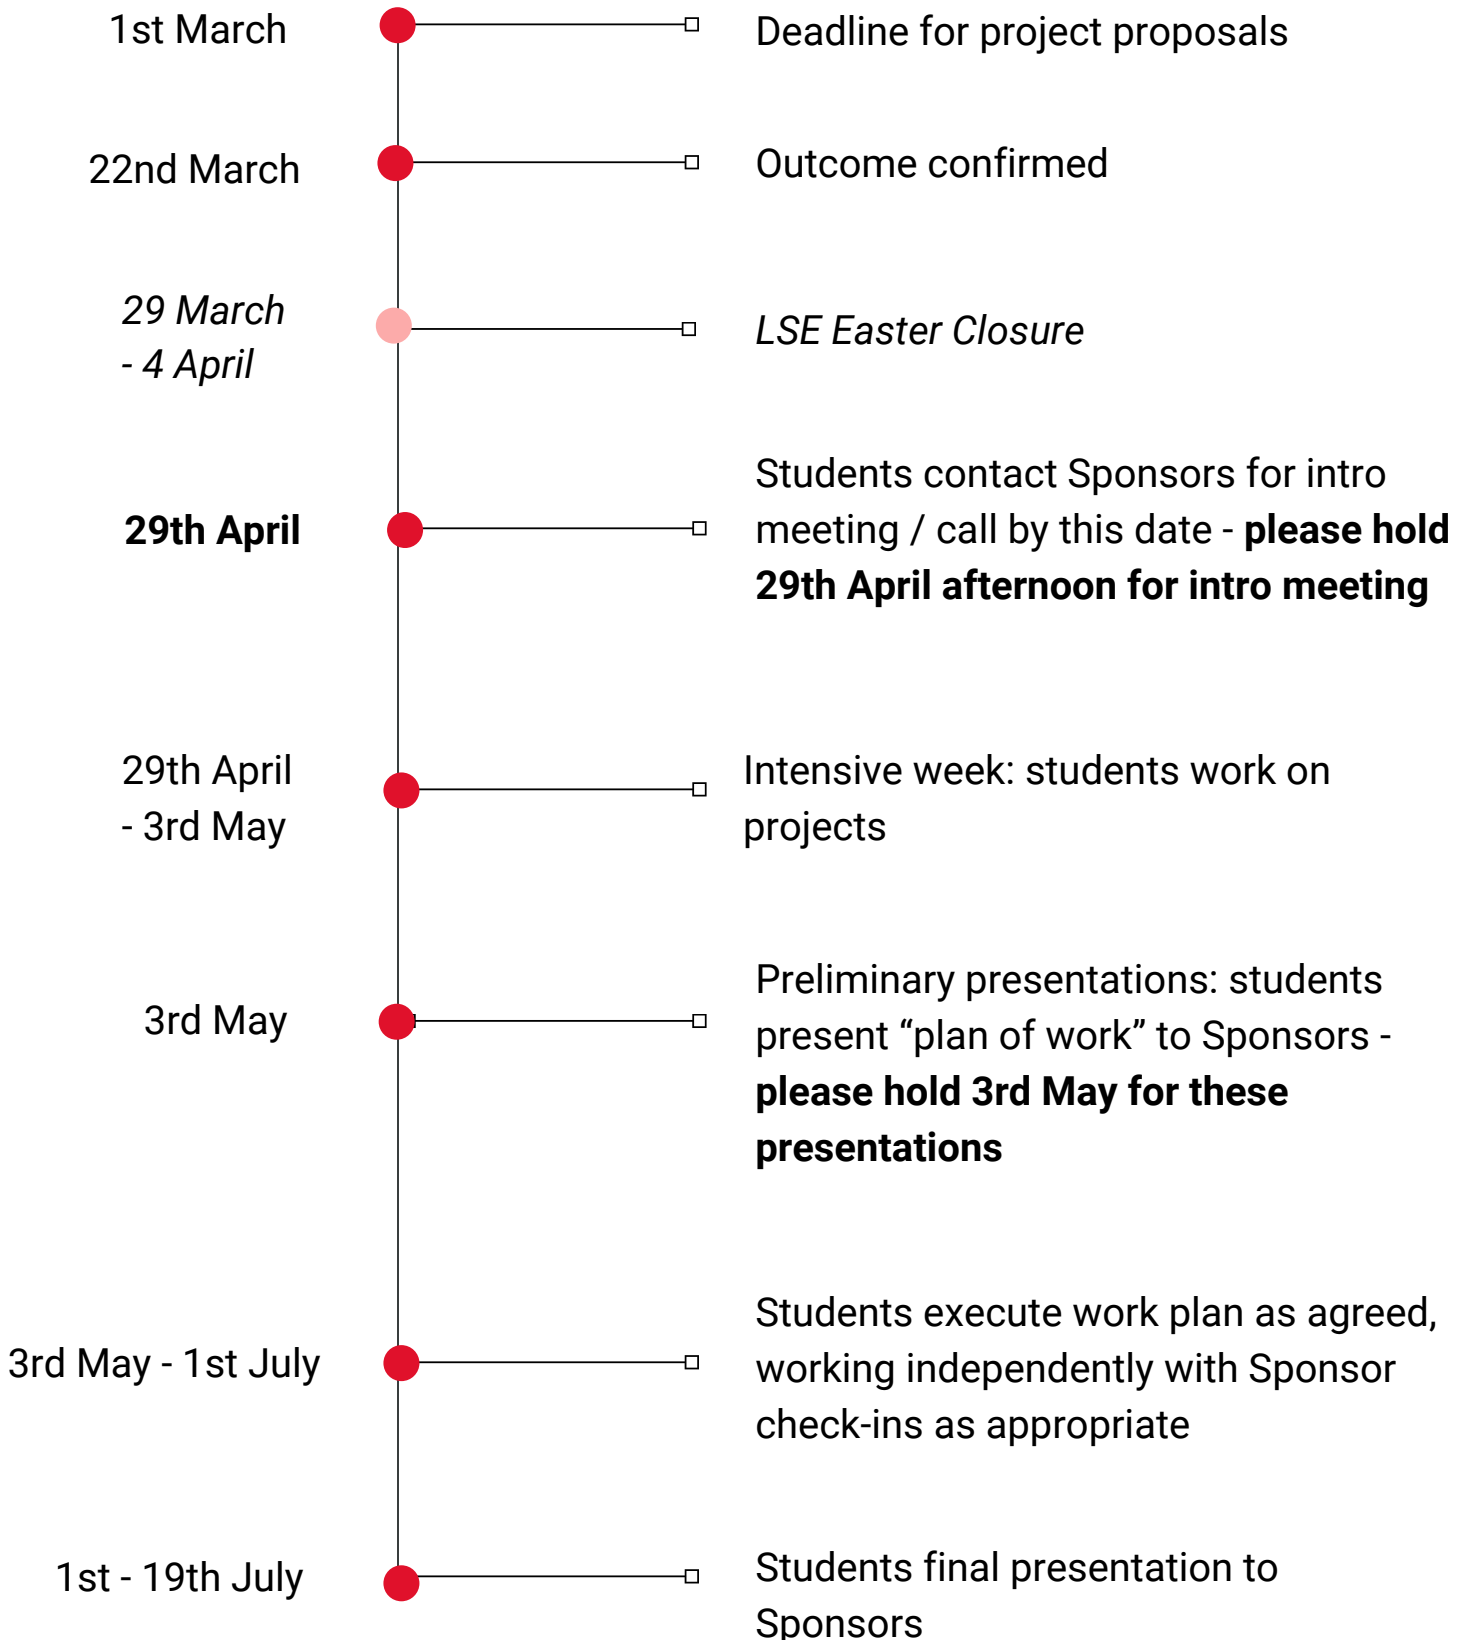 1st March
Deadline for project proposals
22nd March
Outcome confirmed
29 March
- 4 April
LSE Easter Closure
29th April
Students contact Sponsors for intro
meeting / call by this date - please hold
29th April afternoon for intro meeting
29th April
- 3rd May
Intensive week: students work on
projects
3rd May
Preliminary presentations: students
present “plan of work” to Sponsors -
please hold 3rd May for these
presentations
3rd May - 1st July
Students execute work plan as agreed,
working independently with Sponsor
check-ins as appropriate
1st - 19th July
Students final presentation to
Sponsors